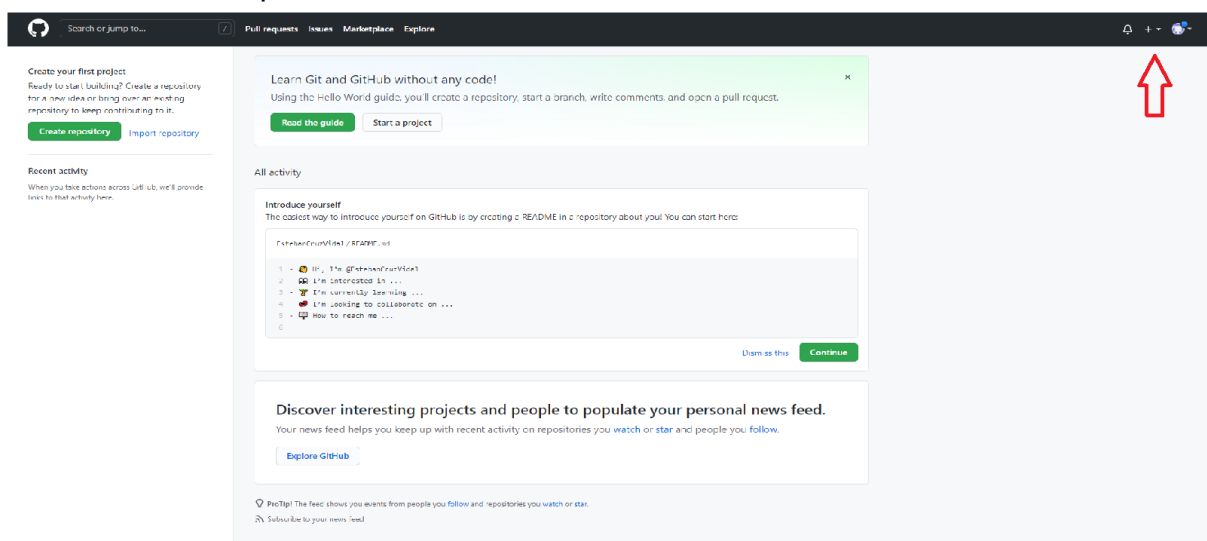 Search or jump to...
/
Pull requests Issues Marketplace Explore
Create your first project
Ready to start building? Create a repository
for a new idea or bring over an existing
repository to keep contributing to it.
Create repository
Import repository
Recent activity
When you take actions across GitHub, we'll provide
links to that activity here.
Learn Git and GitHub without any code!
Using the Hello World guide, you'll create a repository, start a branch, write comments, and open a pull request.
Read the guide
Start a project
All activity
Introduce yourself
The easiest way to introduce yourself on GitHub is by creating a README in a repository about you! You can start here:
EstebanCruzVidal/README.md
1 - 👋 Hi, I'm @EstebanCruzVidal
2 - 👀 I'm interested in ...
3 - 🌱 I'm currently learning ...
4 - 💞️ I'm looking to collaborate on ...
5 - 📫 How to reach me ...
6
Dismiss this
Continue
Discover interesting projects and people to populate your personal news feed.
Your news feed helps you keep up with recent activity on repositories you watch or star and people you follow.
Explore GitHub
ProTip! The feed shows you events from people you follow and repositories you watch or star.
Subscribe to your news feed